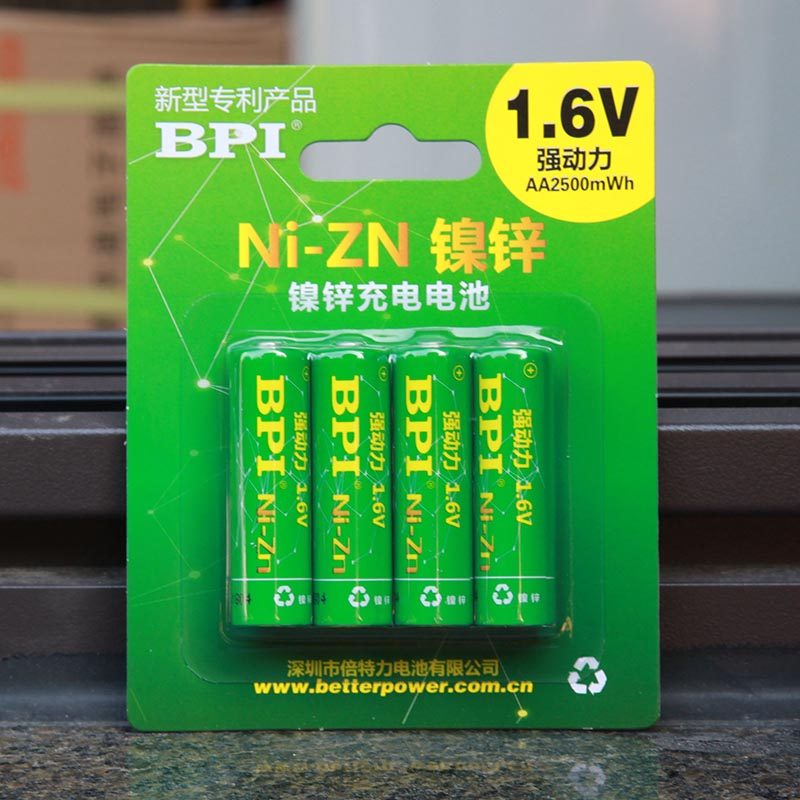 新型专利产品
BPI®
1.6V
强动力
AA2500mWh
Ni-ZN 镍锌
镍锌充电电池
BPI® Ni-Zn
强动力 1.6V
镍锌
BPI® Ni-Zn
强动力 1.6V
镍锌
BPI® Ni-Zn
强动力 1.6V
镍锌
BPI® Ni-Zn
强动力 1.6V
镍锌
深圳市倍特力电池有限公司
www.betterpower.com.cn